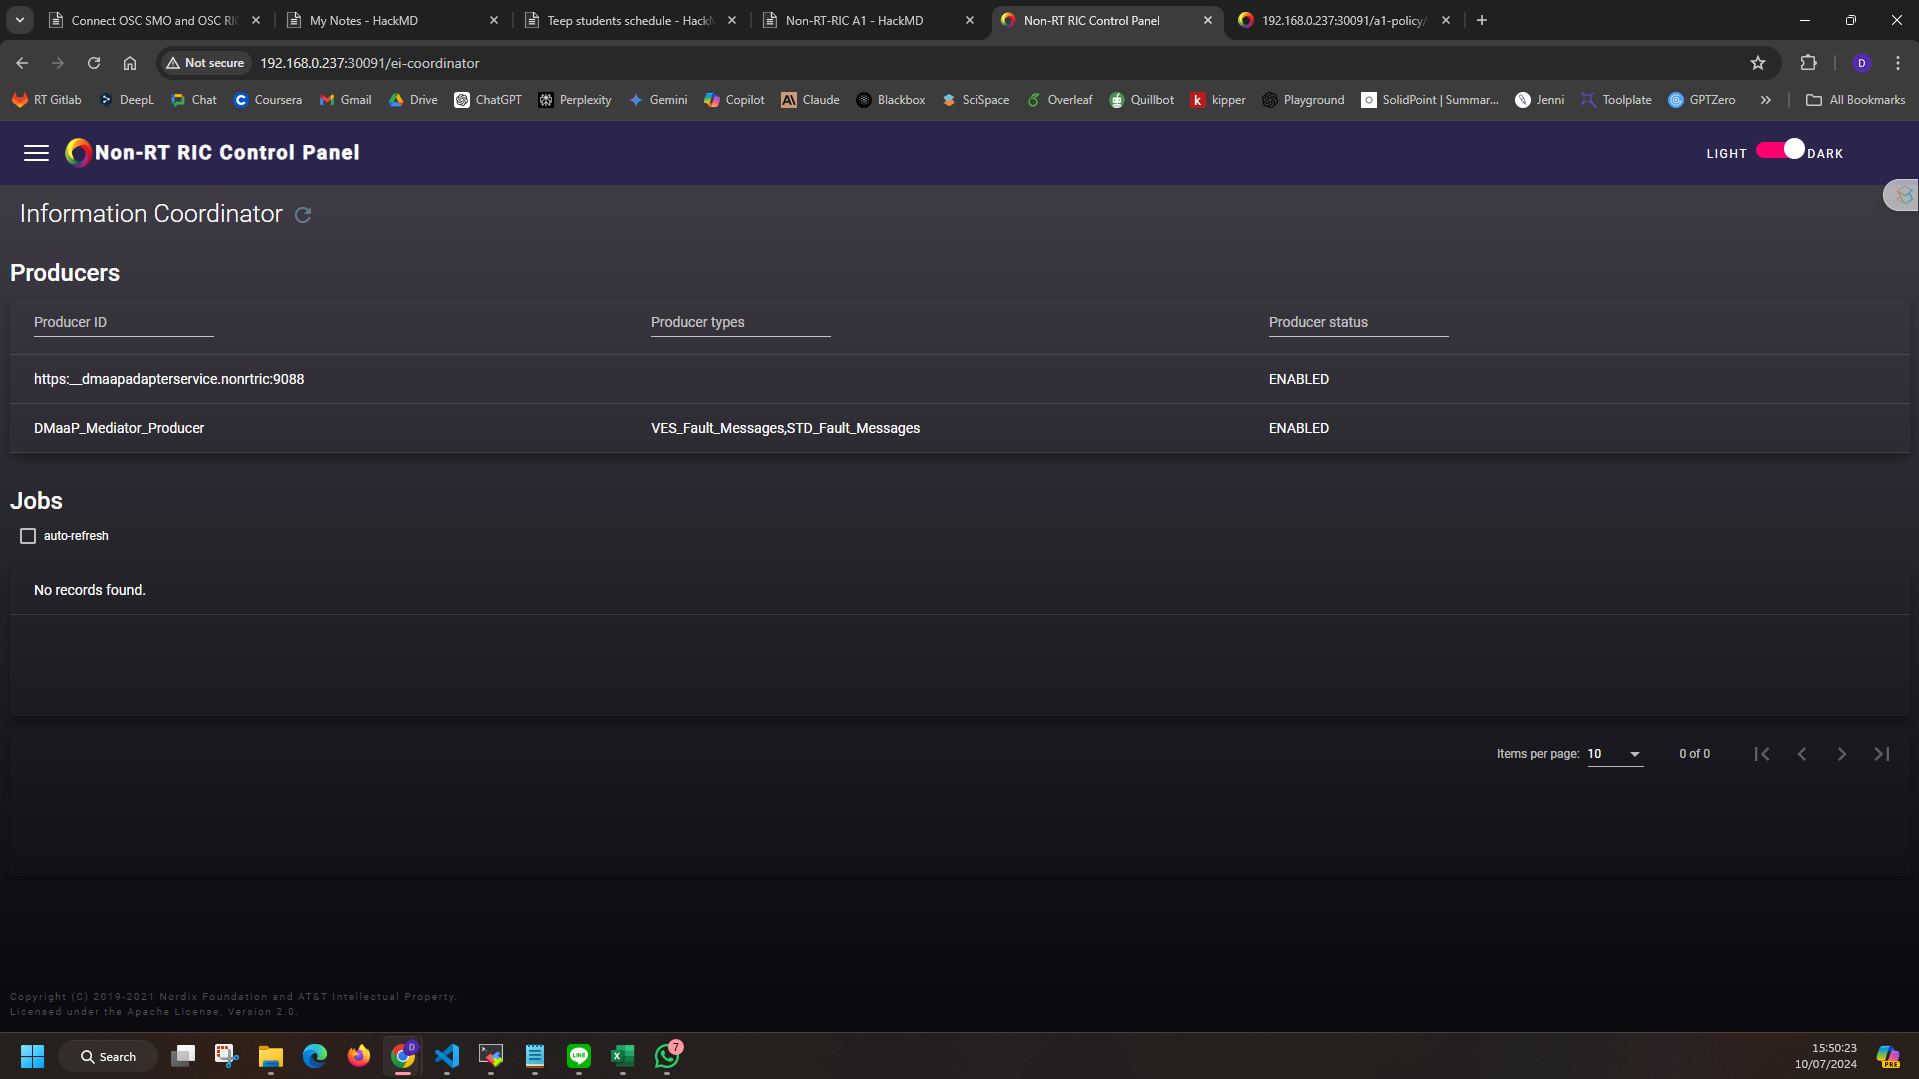 Connect OSC SMO and OSC RIC
My Notes - HackMD
Teep students schedule - HackM
Non-RT-RIC A1 - HackMD
Non-RT RIC Control Panel
192.168.0.237:30091/a1-policy/
Not secure
192.168.0.237:30091/ei-coordinator
D
RT Gitlab
DeepL
Chat
Coursera
Gmail
Drive
ChatGPT
Perplexity
Gemini
Copilot
Claude
Blackbox
SciSpace
Overleaf
Quillbot
kipper
Playground
SolidPoint | Summar...
Jenni
Toolplate
GPTZero
All Bookmarks
Non-RT RIC Control Panel
LIGHT DARK
Information Coordinator
Producers
Producer ID Producer types Producer status
https:__dmaapadapterservice.nonrtric:9088 ENABLED
DMaaP_Mediator_Producer VES_Fault_Messages,STD_Fault_Messages ENABLED
Jobs
auto-refresh
No records found.
Items per page: 10 0 of 0
Copyright (C) 2019-2021 Nordix Foundation and AT&T Intellectual Property.
Licensed under the Apache License, Version 2.0.
Search
D
LINE
7
15:50:23
10/07/2024
PRE